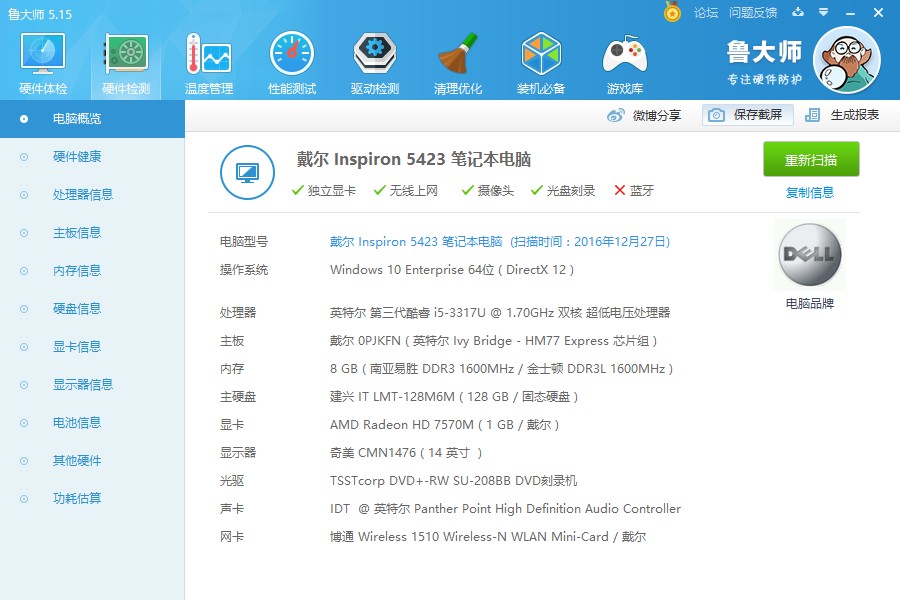 鲁大师 5.15
论坛 问题反馈
硬件体检 硬件检测 温度管理 性能测试 驱动检测 清理优化 装机必备 游戏库
鲁大师
专注硬件防护
微博分享 保存截屏 生成报表
电脑概览
硬件健康
处理器信息
主板信息
内存信息
硬盘信息
显卡信息
显示器信息
电池信息
其他硬件
功耗估算
戴尔 Inspiron 5423 笔记本电脑
独立显卡 无线上网 摄像头 光盘刻录 蓝牙
重新扫描
复制信息
电脑型号 戴尔 Inspiron 5423 笔记本电脑 (扫描时间：2016年12月27日)
操作系统 Windows 10 Enterprise 64位 ( DirectX 12 )
DELL
电脑品牌
处理器 英特尔 第三代酷睿 i5-3317U @ 1.70GHz 双核 超低电压处理器
主板 戴尔 0PJKFN ( 英特尔 Ivy Bridge - HM77 Express 芯片组 )
内存 8 GB ( 南亚易胜 DDR3 1600MHz / 金士顿 DDR3L 1600MHz )
主硬盘 建兴 IT LMT-128M6M ( 128 GB / 固态硬盘 )
显卡 AMD Radeon HD 7570M ( 1 GB / 戴尔 )
显示器 奇美 CMN1476 ( 14 英寸 )
光驱 TSSTcorp DVD+-RW SU-208BB DVD刻录机
声卡 IDT @ 英特尔 Panther Point High Definition Audio Controller
网卡 博通 Wireless 1510 Wireless-N WLAN Mini-Card / 戴尔